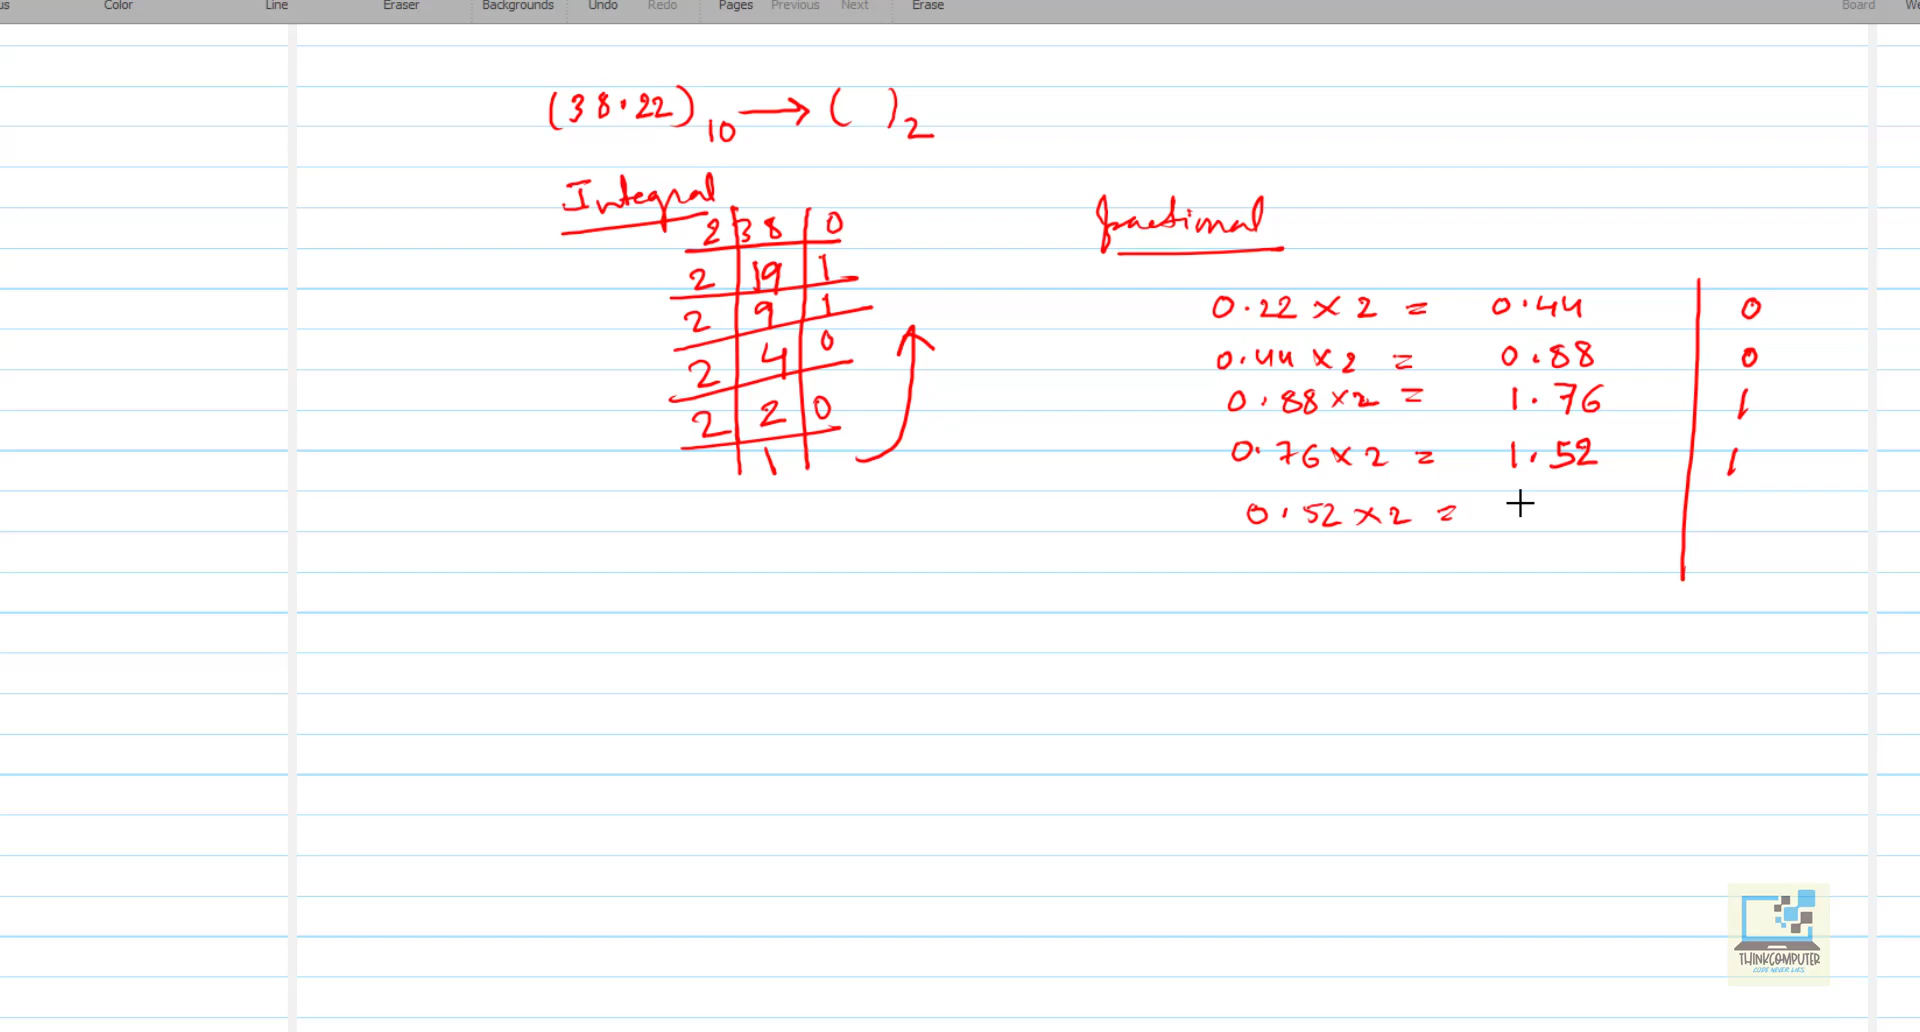 Color Line Eraser Backgrounds Undo Redo Pages Previous Next Erase Board
(38.22)10 → ( )2
Integral
2 38 0
2 19 1
2 9 1
2 4 0
2 2 0
1
fractional
0.22 × 2 = 0.44 0
0.44 × 2 = 0.88 0
0.88 × 2 = 1.76 1
0.76 × 2 = 1.52 1
0.52 × 2 =
THINKCOMPUTER
CODE NEVER LIES